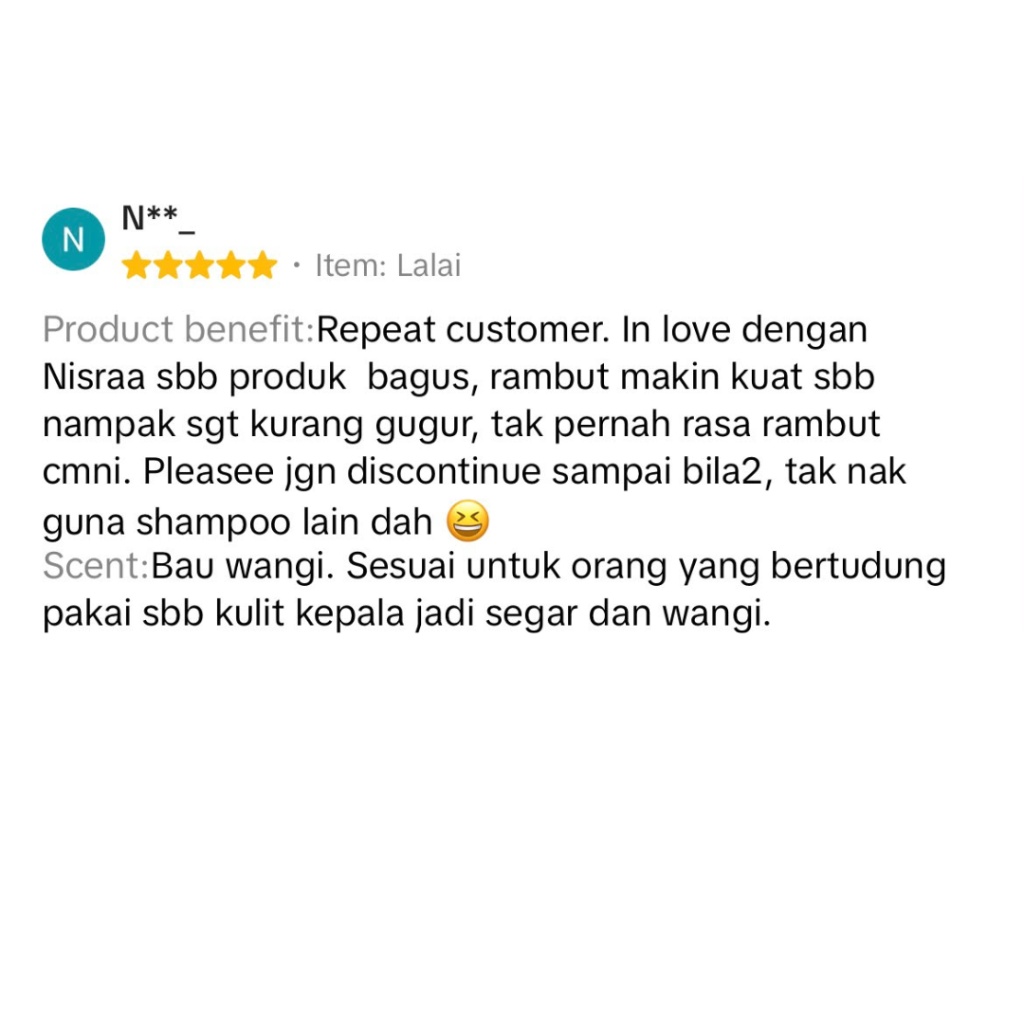 N
N**_
· Item: Lalai
Product benefit:Repeat customer. In love dengan
Nisraa sbb produk  bagus, rambut makin kuat sbb
nampak sgt kurang gugur, tak pernah rasa rambut
cmni. Pleasee jgn discontinue sampai bila2, tak nak
guna shampoo lain dah 😆
Scent:Bau wangi. Sesuai untuk orang yang bertudung
pakai sbb kulit kepala jadi segar dan wangi.